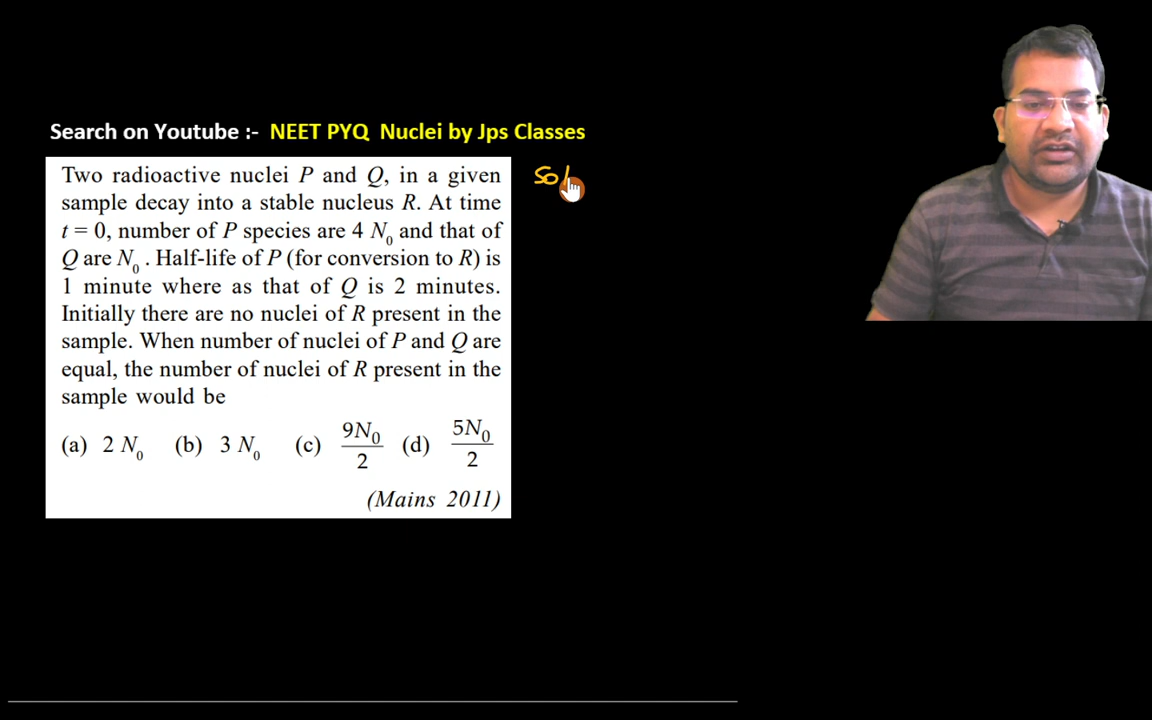 Search on Youtube :- NEET PYQ Nuclei by Jps Classes
Two radioactive nuclei P and Q, in a given
sample decay into a stable nucleus R. At time
t = 0, number of P species are 4 N₀ and that of
Q are N₀ . Half-life of P (for conversion to R) is
1 minute where as that of Q is 2 minutes.
Initially there are no nuclei of R present in the
sample. When number of nuclei of P and Q are
equal, the number of nuclei of R present in the
sample would be
(a) 2 N₀ (b) 3 N₀ (c) 9N₀/2 (d) 5N₀/2
(Mains 2011)
Sol